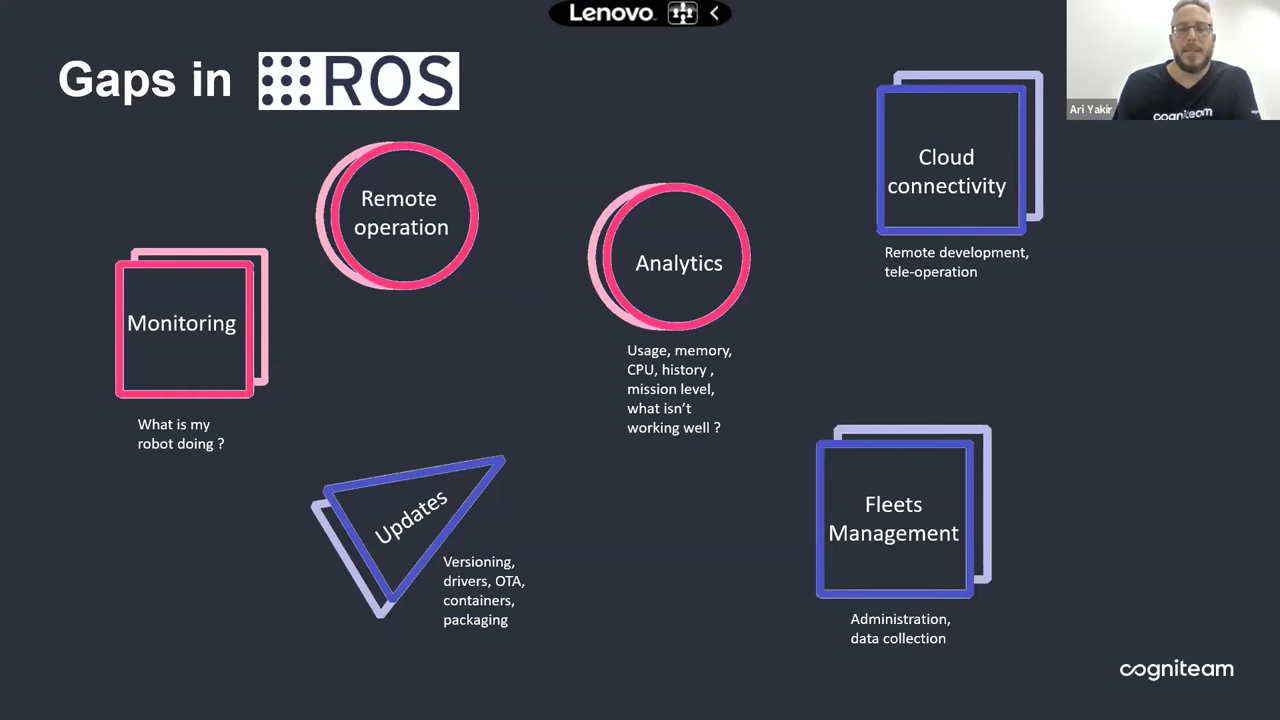 Lenovo
Gaps in ROS
Ari Yakir
cogniteam
Remote
operation
Cloud
connectivity
Remote development,
tele-operation
Analytics
Usage, memory,
CPU, history ,
mission level,
what isn't
working well ?
Monitoring
What is my
robot doing ?
Updates
Versioning,
drivers, OTA,
containers,
packaging
Fleets
Management
Administration,
data collection
cogniteam